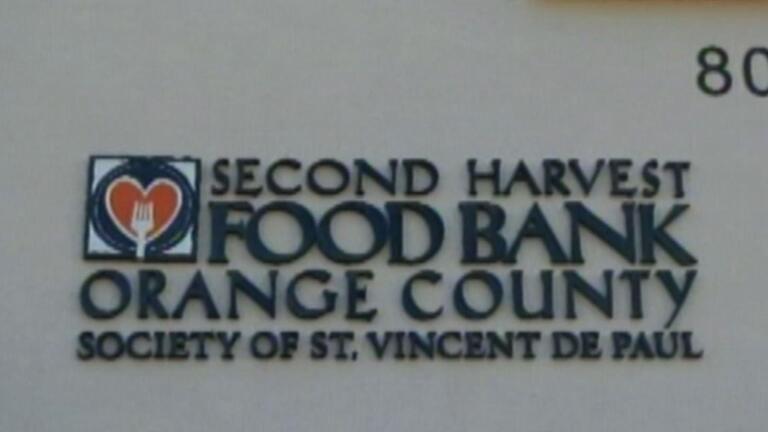 80
SECOND HARVEST
FOOD BANK
ORANGE COUNTY
SOCIETY OF ST. VINCENT DE PAUL